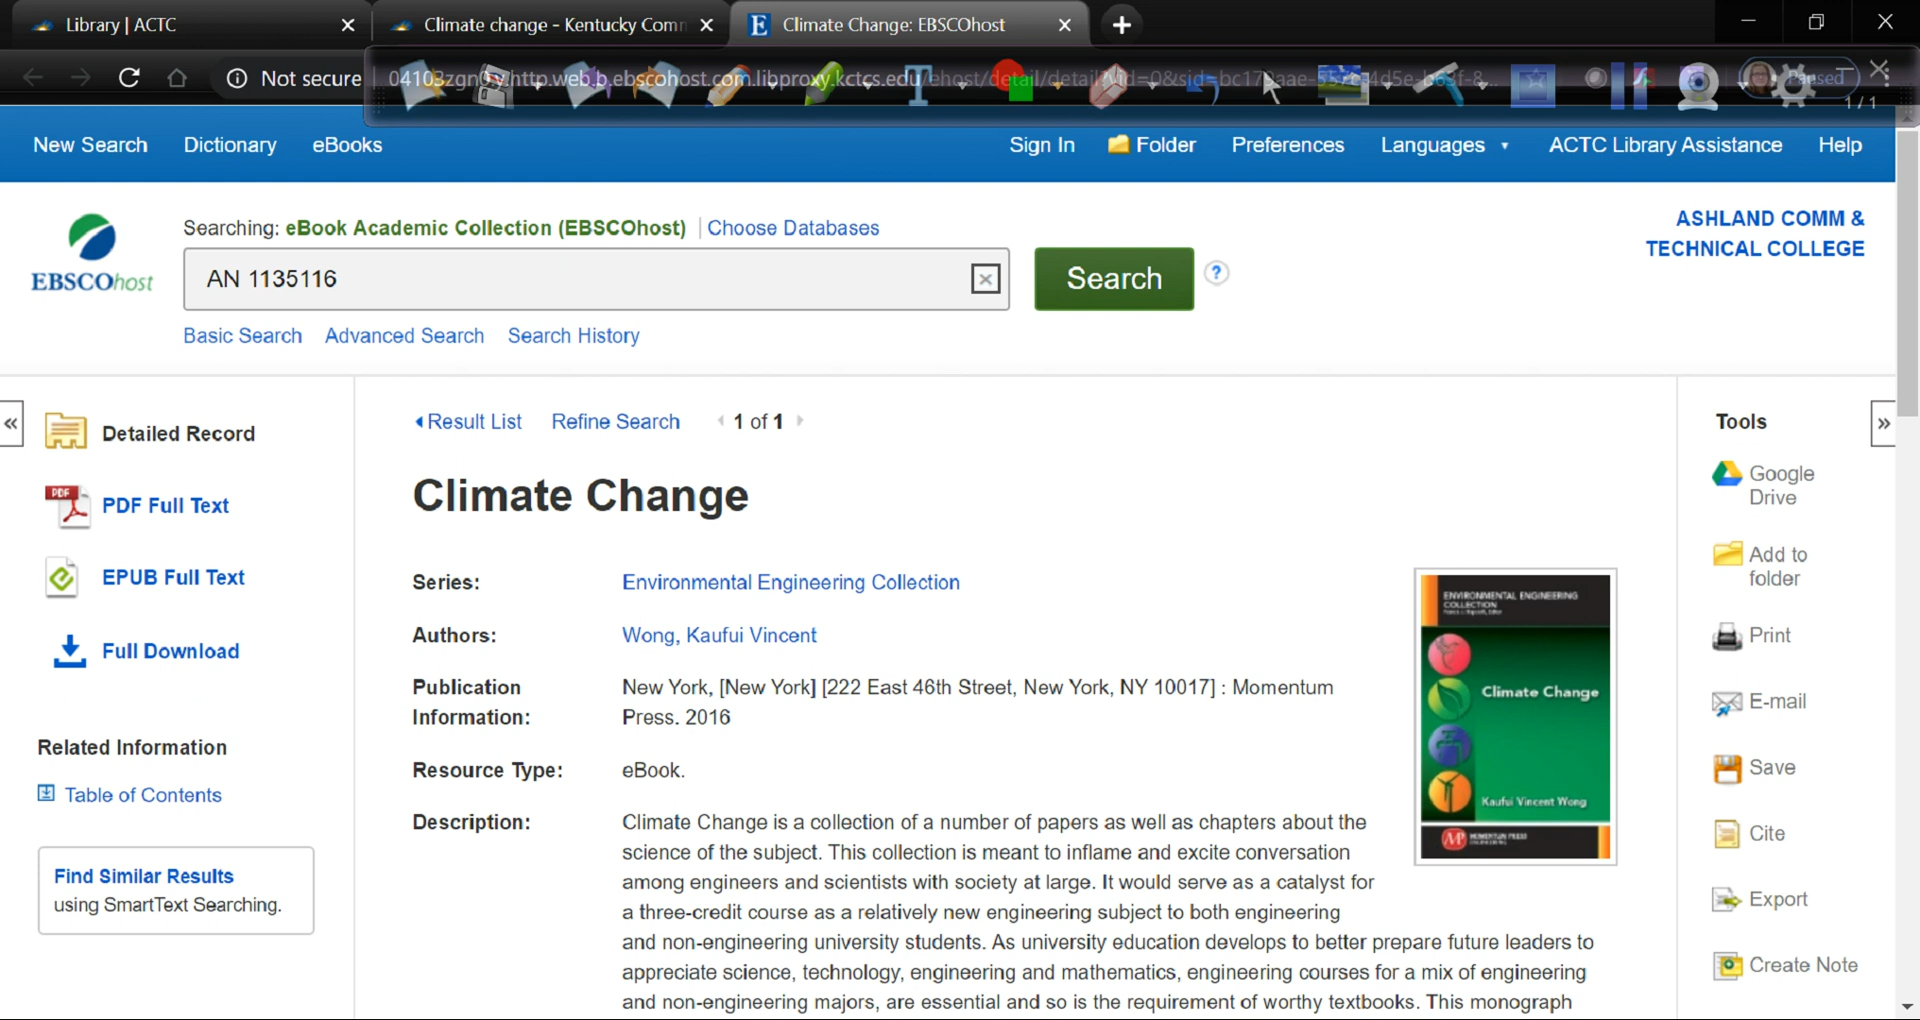 Library | ACTC
Climate change - Kentucky Comm
Climate Change: EBSCOhost
Not secure
Paused
1 / 1
New Search Dictionary eBooks
Sign In Folder Preferences Languages ACTC Library Assistance Help
EBSCOhost
Searching: eBook Academic Collection (EBSCOhost) Choose Databases
AN 1135116
Search
?
Basic Search Advanced Search Search History
ASHLAND COMM &
TECHNICAL COLLEGE
Detailed Record
PDF
PDF Full Text
EPUB Full Text
Full Download
Related Information
Table of Contents
Find Similar Results
using SmartText Searching.
Result List Refine Search 1 of 1
Climate Change
Series: Environmental Engineering Collection
Authors: Wong, Kaufui Vincent
Publication
Information:
New York, [New York] [222 East 46th Street, New York, NY 10017] : Momentum
Press. 2016
Resource Type: eBook.
Description: Climate Change is a collection of a number of papers as well as chapters about the
science of the subject. This collection is meant to inflame and excite conversation
among engineers and scientists with society at large. It would serve as a catalyst for
a three-credit course as a relatively new engineering subject to both engineering
and non-engineering university students. As university education develops to better prepare future leaders to
appreciate science, technology, engineering and mathematics, engineering courses for a mix of engineering
and non-engineering majors, are essential and so is the requirement of worthy textbooks. This monograph
ENVIRONMENTAL ENGINEERING
COLLECTION
Climate Change
Kaufui Vincent Wong
MOMENTUM PRESS
ENGINEERING
Tools
Google
Drive
Add to
folder
Print
E-mail
Save
Cite
Export
Create Note